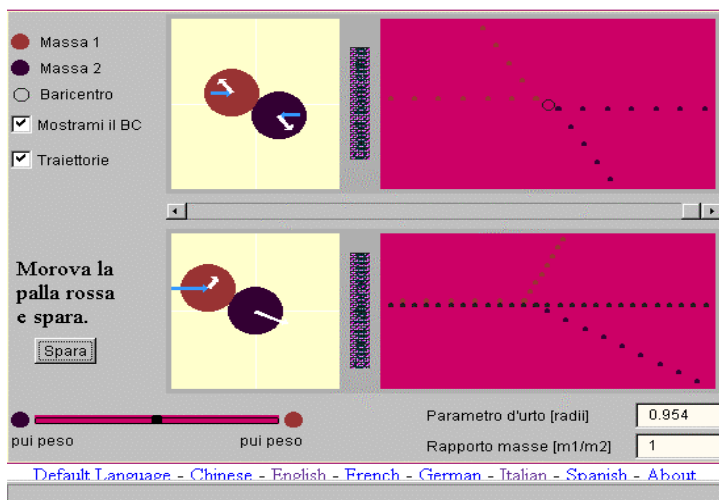 Massa 1
Massa 2
Baricentro
Mostrami il BC
Traiettorie
Morova la
palla rossa
e spara.
Spara
pui peso
pui peso
Parametro d'urto [radii]
0.954
Rapporto masse [m1/m2]
1
Default Language - Chinese - English - French - German - Italian - Spanish - About